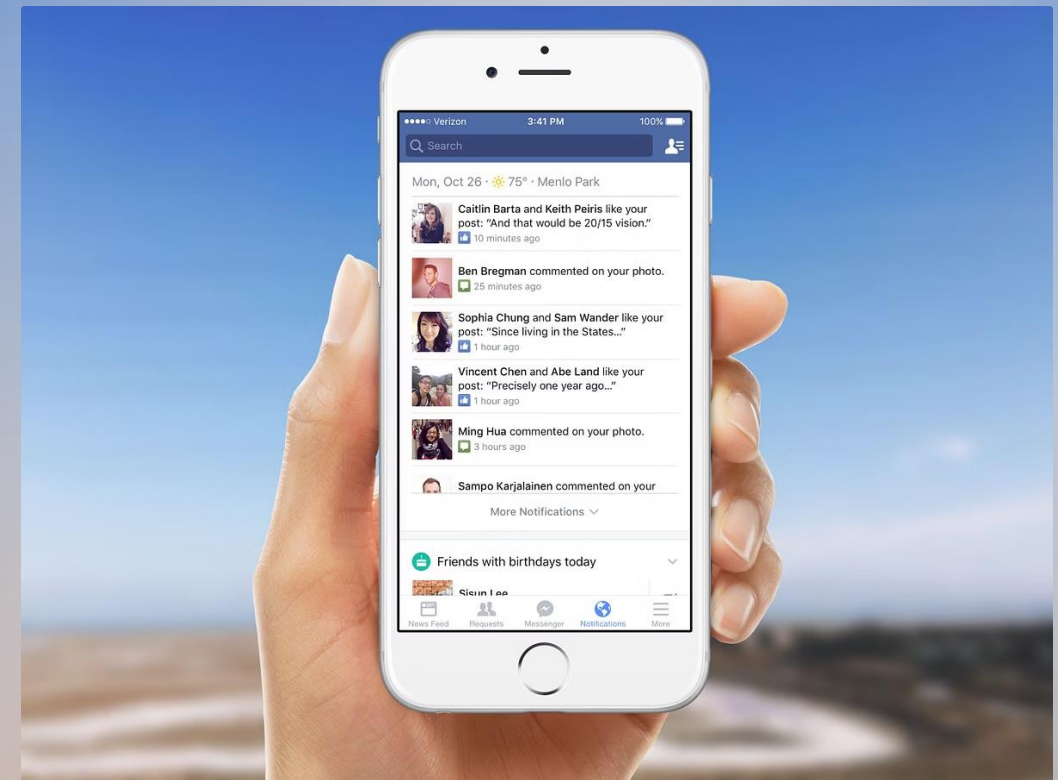 Verizon 3:41 PM 100%
Search
Mon, Oct 26 · 75° · Menlo Park
Caitlin Barta and Keith Peiris like your
post: “And that would be 20/15 vision.”
10 minutes ago
Ben Bregman commented on your photo.
25 minutes ago
Sophia Chung and Sam Wander like your
post: “Since living in the States...”
1 hour ago
Vincent Chen and Abe Land like your
post: “Precisely one year ago...”
1 hour ago
Ming Hua commented on your photo.
3 hours ago
Sampo Karjalainen commented on your
More Notifications
Friends with birthdays today
Sisun Lee
News Feed Requests Messenger Notifications More